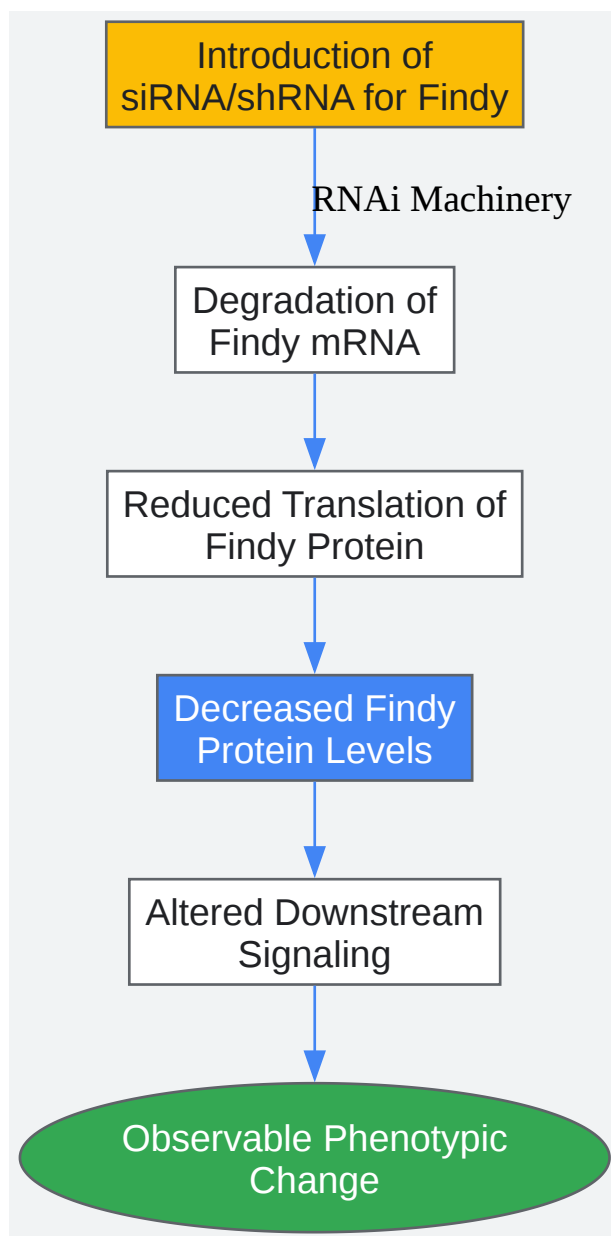 Introduction of
siRNA/shRNA for Findy
RNAi Machinery
Degradation of
Findy mRNA
Reduced Translation of
Findy Protein
Decreased Findy
Protein Levels
Altered Downstream
Signaling
Observable Phenotypic
Change